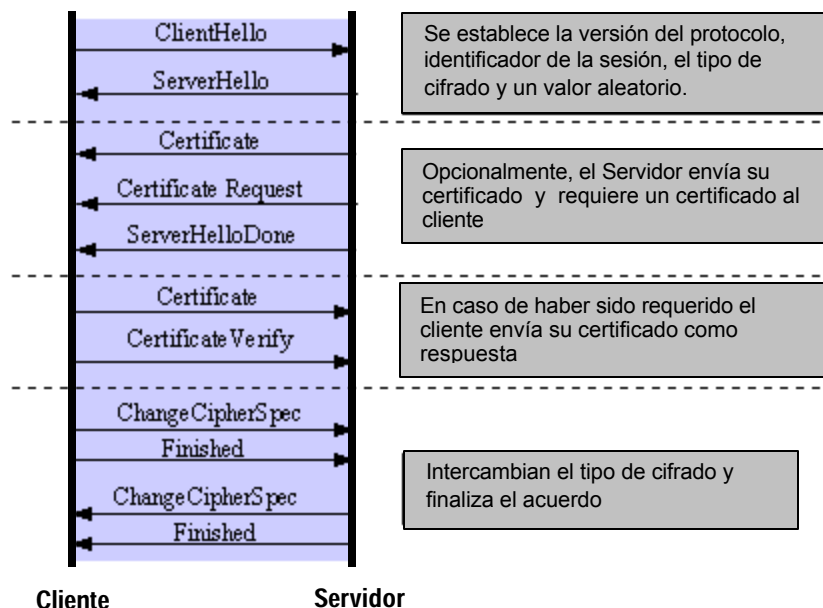 ClientHello
ServerHello
Se establece la versión del protocolo,
identificador de la sesión, el tipo de
cifrado y un valor aleatorio.
Certificate
Certificate Request
ServerHelloDone
Opcionalmente, el Servidor envía su
certificado y requiere un certificado al
cliente
Certificate
CertificateVerify
En caso de haber sido requerido el
cliente envía su certificado como
respuesta
ChangeCipherSpec
Finished
ChangeCipherSpec
Finished
Intercambian el tipo de cifrado y
finaliza el acuerdo
Cliente
Servidor